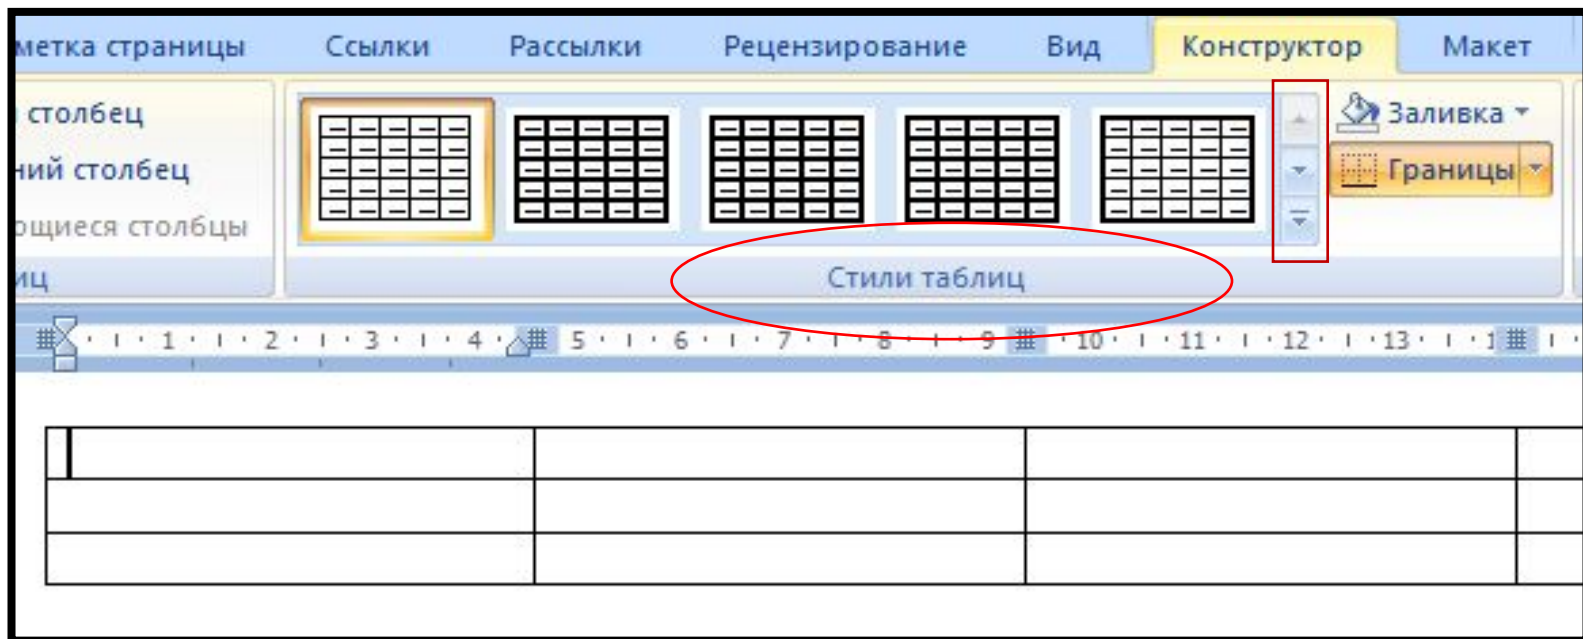 метка страницы Ссылки Рассылки Рецензирование Вид Конструктор Макет
столбец
ний столбец
ющиеся столбцы
Заливка
Границы
иц
Стили таблиц
1 2 3 4 5 6 7 8 9 10 11 12 13 1